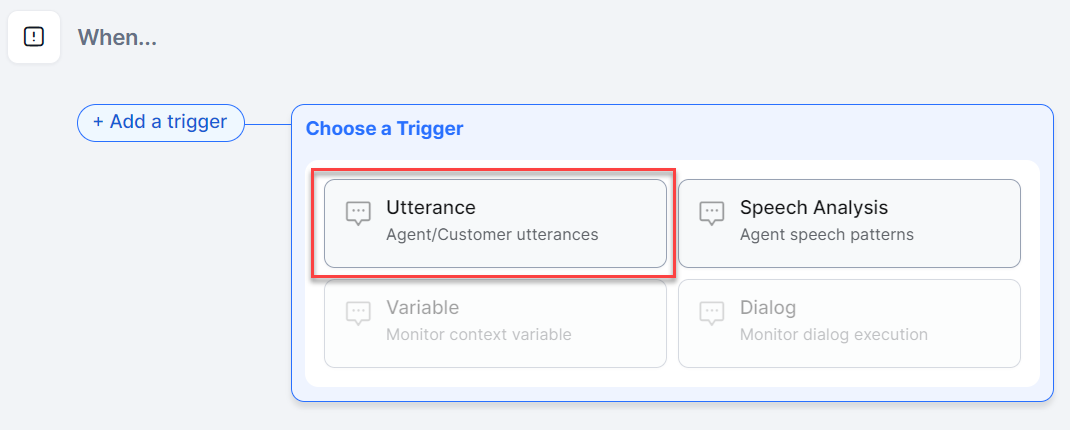 When...
+ Add a trigger
Choose a Trigger
Utterance
Agent/Customer utterances
Speech Analysis
Agent speech patterns
Variable
Monitor context variable
Dialog
Monitor dialog execution